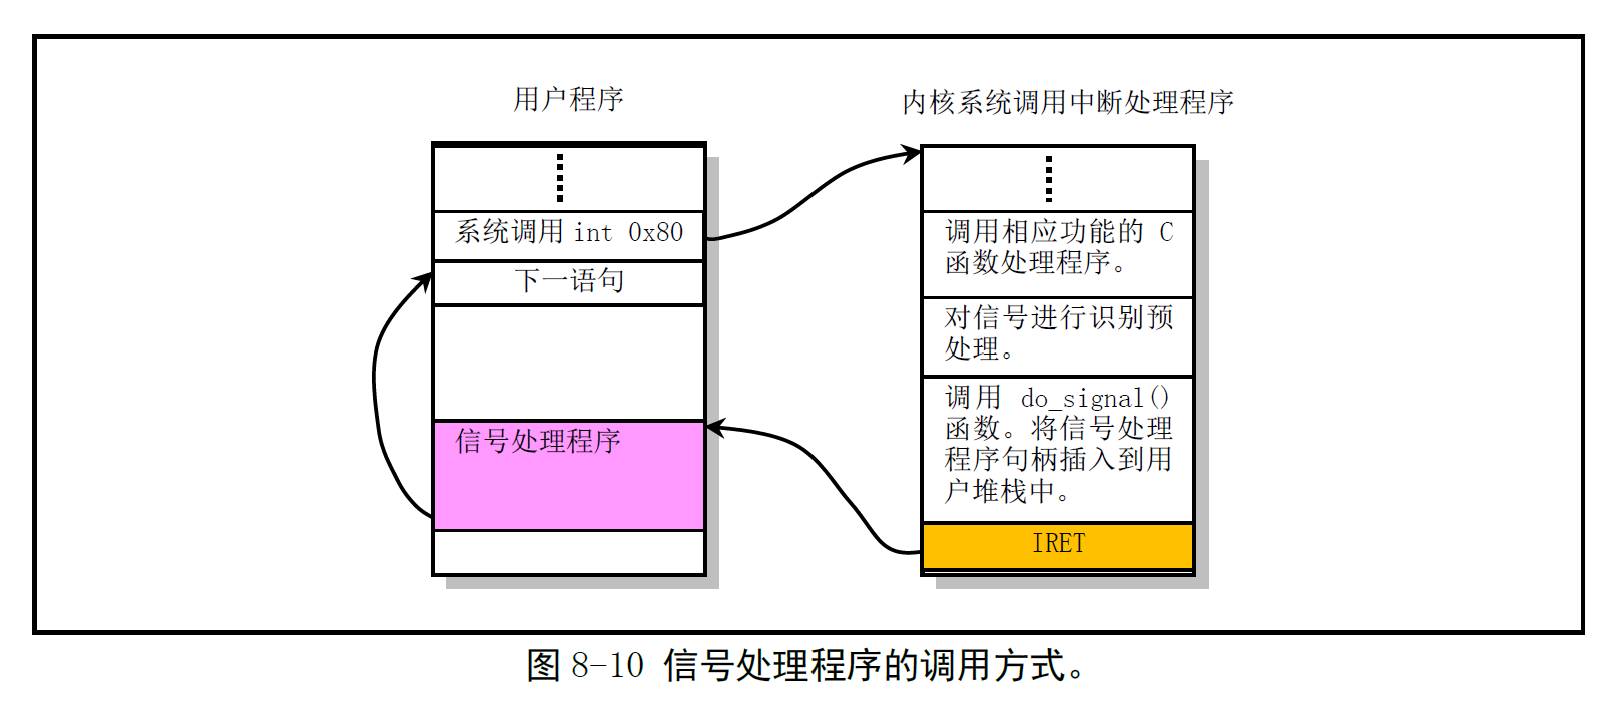 用户程序
系统调用 int 0x80
下一语句
信号处理程序
内核系统调用中断处理程序
调用相应功能的 C
函数处理程序。
对信号进行识别预
处理。
调用 do_signal()
函数。将信号处理
程序句柄插入到用
户堆栈中。
IRET
图 8-10 信号处理程序的调用方式。